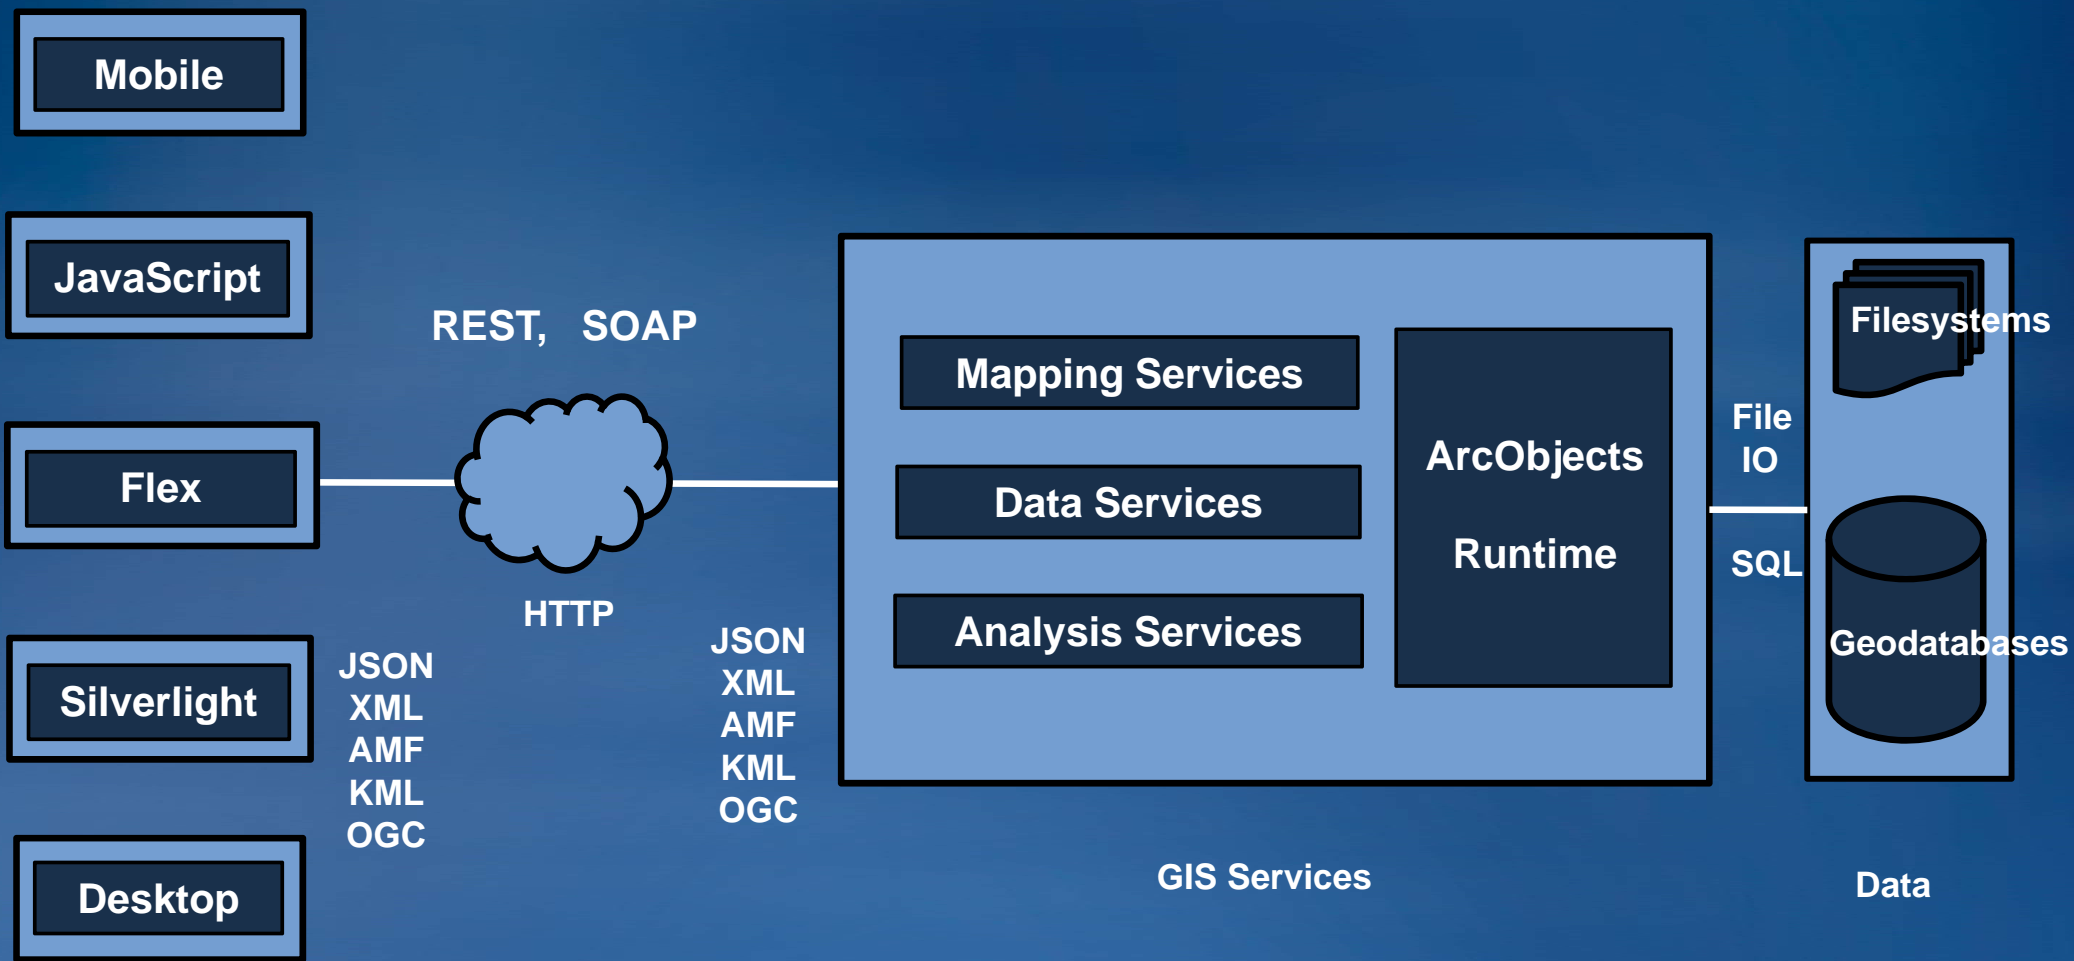 Mobile
JavaScript
Flex
Silverlight
Desktop
JSON
XML
AMF
KML
OGC
REST, SOAP
HTTP
JSON
XML
AMF
KML
OGC
Mapping Services
Data Services
Analysis Services
ArcObjects
Runtime
GIS Services
File
IO
SQL
Filesystems
Geodatabases
Data